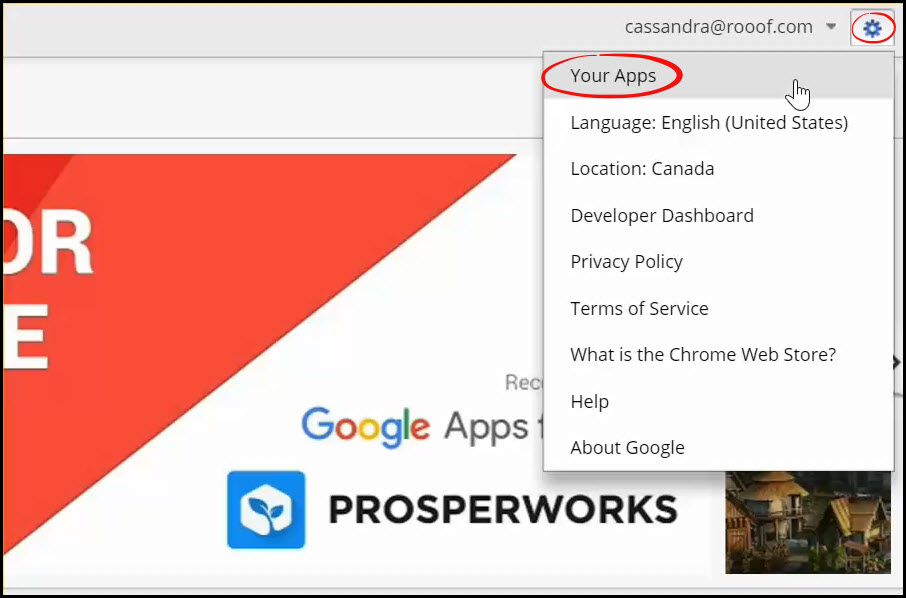 cassandra@rooof.com
Your Apps
Language: English (United States)
Location: Canada
Developer Dashboard
Privacy Policy
Terms of Service
What is the Chrome Web Store?
Help
About Google
OR
E
Rec
Google Apps f
PROSPERWORKS